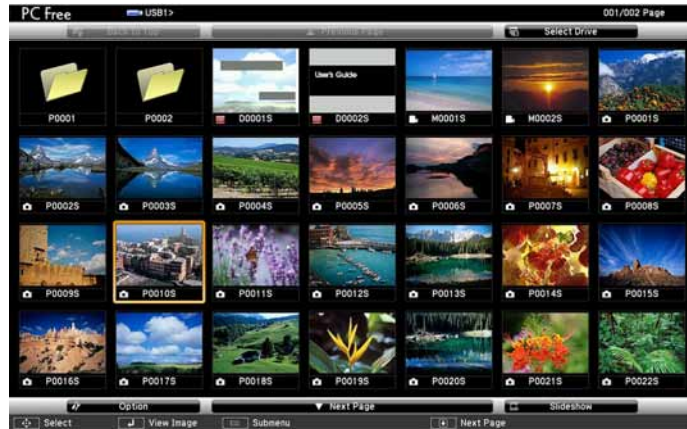 PC Free USB1> 001/002 Page
Back to Top Previous Page Select Drive
User's Guide
P0001 P0002 D0001S D0002S M0001S M0002S P0001S
P0002S P0003S P0004S P0005S P0006S P0007S P0008S
P0009S P0010S P0011S P0012S P0013S P0014S P0015S
P0016S P0017S P0018S P0019S P0020S P0021S P0022S
Option Next Page Slideshow
Select View Image Esc Submenu Next Page